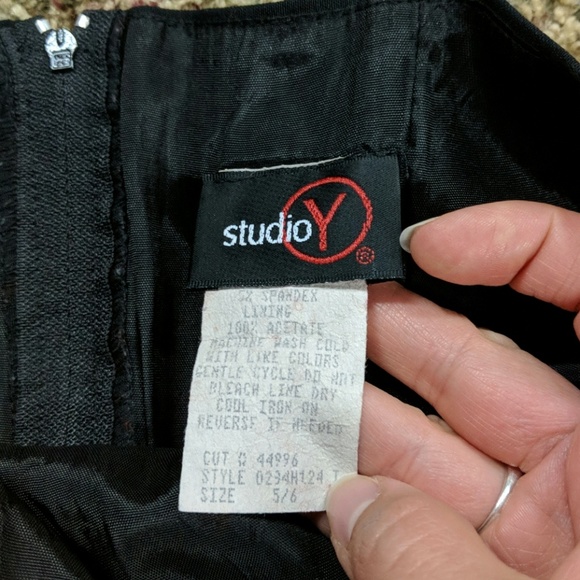 studio Y ®
5% SPANDEX
LINING
100% ACETATE
MACHINE WASH COLD
WITH LIKE COLORS
GENTLE CYCLE DO NOT
BLEACH LINE DRY
COOL IRON ON
REVERSE IF NEEDED
CUT # 44996
STYLE 0234H124
SIZE 5/6